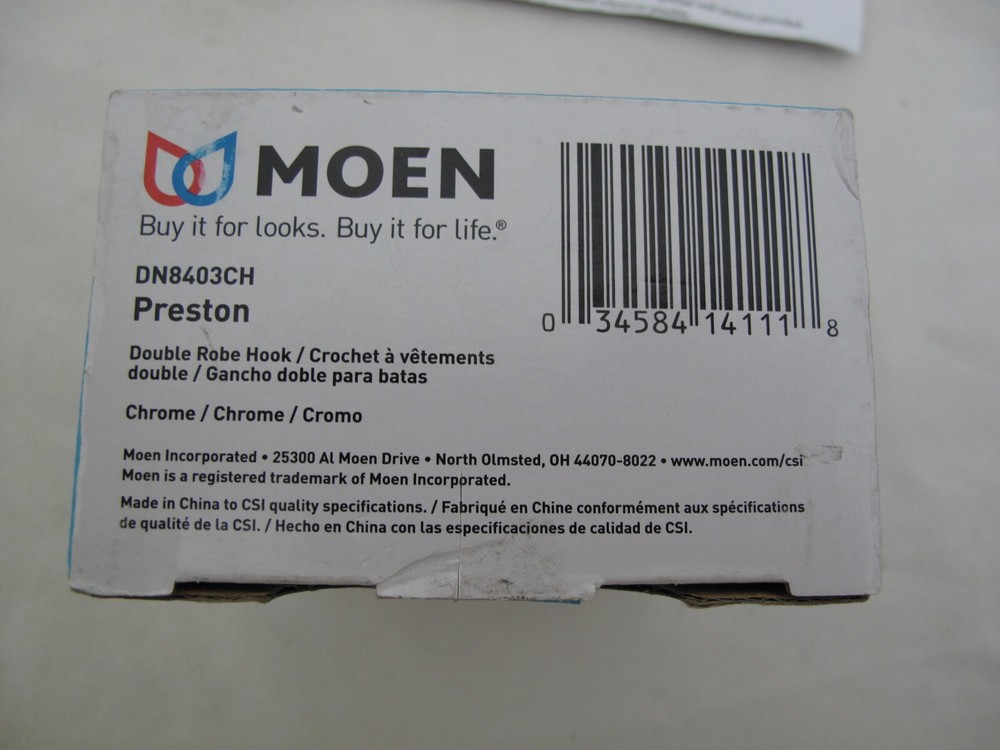 MOEN
Buy it for looks. Buy it for life.®
DN8403CH
Preston
Double Robe Hook / Crochet à vêtements
double / Gancho doble para batas
Chrome / Chrome / Cromo
0 34584 14111 8
Moen Incorporated • 25300 Al Moen Drive • North Olmsted, OH 44070-8022 • www.moen.com/csi
Moen is a registered trademark of Moen Incorporated.
Made in China to CSI quality specifications. / Fabriqué en Chine conformément aux spécifications
de qualité de la CSI. / Hecho en China con las especificaciones de calidad de CSI.